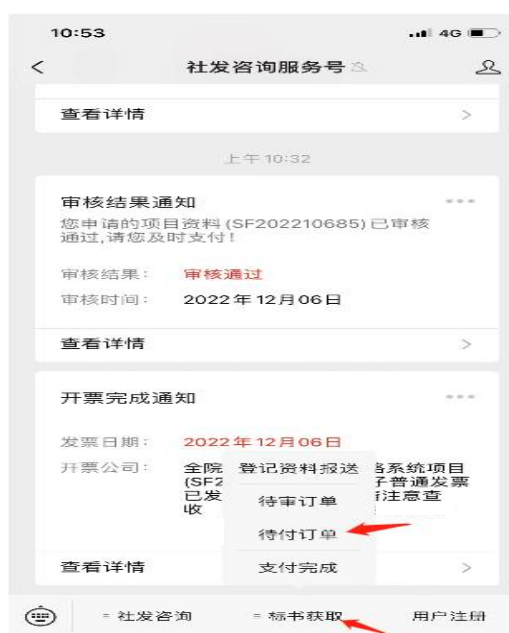 10:53
4G
社发咨询服务号
查看详情
上午10:32
审核结果通知
您申请的项目资料(SF202210685)已审核
通过,请您及时支付!
审核结果: 审核通过
审核时间: 2022年12月06日
查看详情
开票完成通知
发票日期: 2022年12月06日
开票公司: 全院
络系统项目
(SF2
子普通发票
已发
注意查
收
登记资料报送
待审订单
待付订单
支付完成
查看详情
社发咨询
标书获取
用户注册